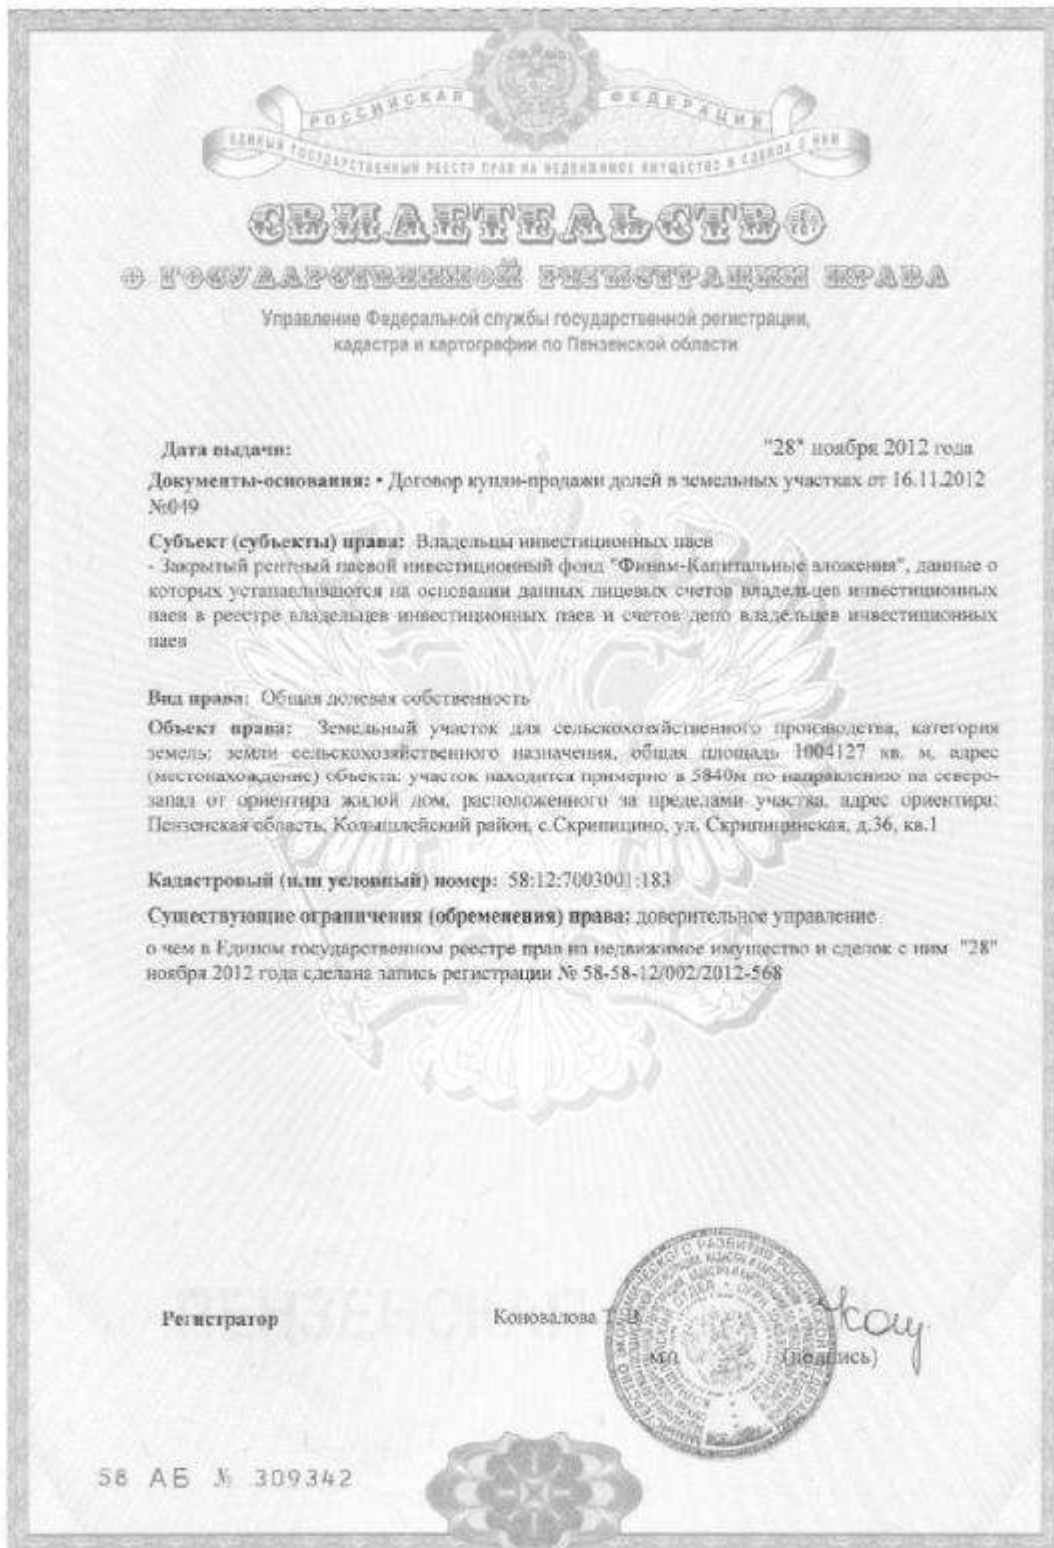 РОССИЙСКАЯ ФЕДЕРАЦИЯ
ЕДИНЫЙ ГОСУДАРСТВЕННЫЙ РЕЕСТР ПРАВ НА НЕДВИЖИМОЕ ИМУЩЕСТВО И СДЕЛОК С НИМ
СВИДЕТЕЛЬСТВО
О ГОСУДАРСТВЕННОЙ РЕГИСТРАЦИИ ПРАВА
Управление Федеральной службы государственной регистрации,
кадастра и картографии по Пензенской области
Дата выдачи: "28" ноября 2012 года
Документы-основания: • Договор купли-продажи долей в земельных участках от 16.11.2012
№049
Субъект (субъекты) права: Владельцы инвестиционных паев
- Закрытый рентный паевой инвестиционный фонд "Финам-Капитальные вложения", данные о
которых устанавливаются на основании данных лицевых счетов владельцев инвестиционных
паев в реестре владельцев инвестиционных паев и счетов депо владельцев инвестиционных
паев
Вид права: Общая долевая собственность
Объект права: Земельный участок для сельскохозяйственного производства, категория
земель: земли сельскохозяйственного назначения, общая площадь 1004127 кв. м, адрес
(местонахождение) объекта: участок находится примерно в 5840м по направлению на северо-
запад от ориентира жилой дом, расположенного за пределами участка, адрес ориентира:
Пензенская область, Колышлейский район, с.Скрипицино, ул. Скрипицинская, д.36, кв.1
Кадастровый (или условный) номер: 58:12:7003001:183
Существующие ограничения (обременения) права: доверительное управление
о чем в Едином государственном реестре прав на недвижимое имущество и сделок с ним "28"
ноября 2012 года сделана запись регистрации № 58-58-12/002/2012-568
Регистратор Коновалова Т. В.
м.п. (подпись)
58 АБ № 309342